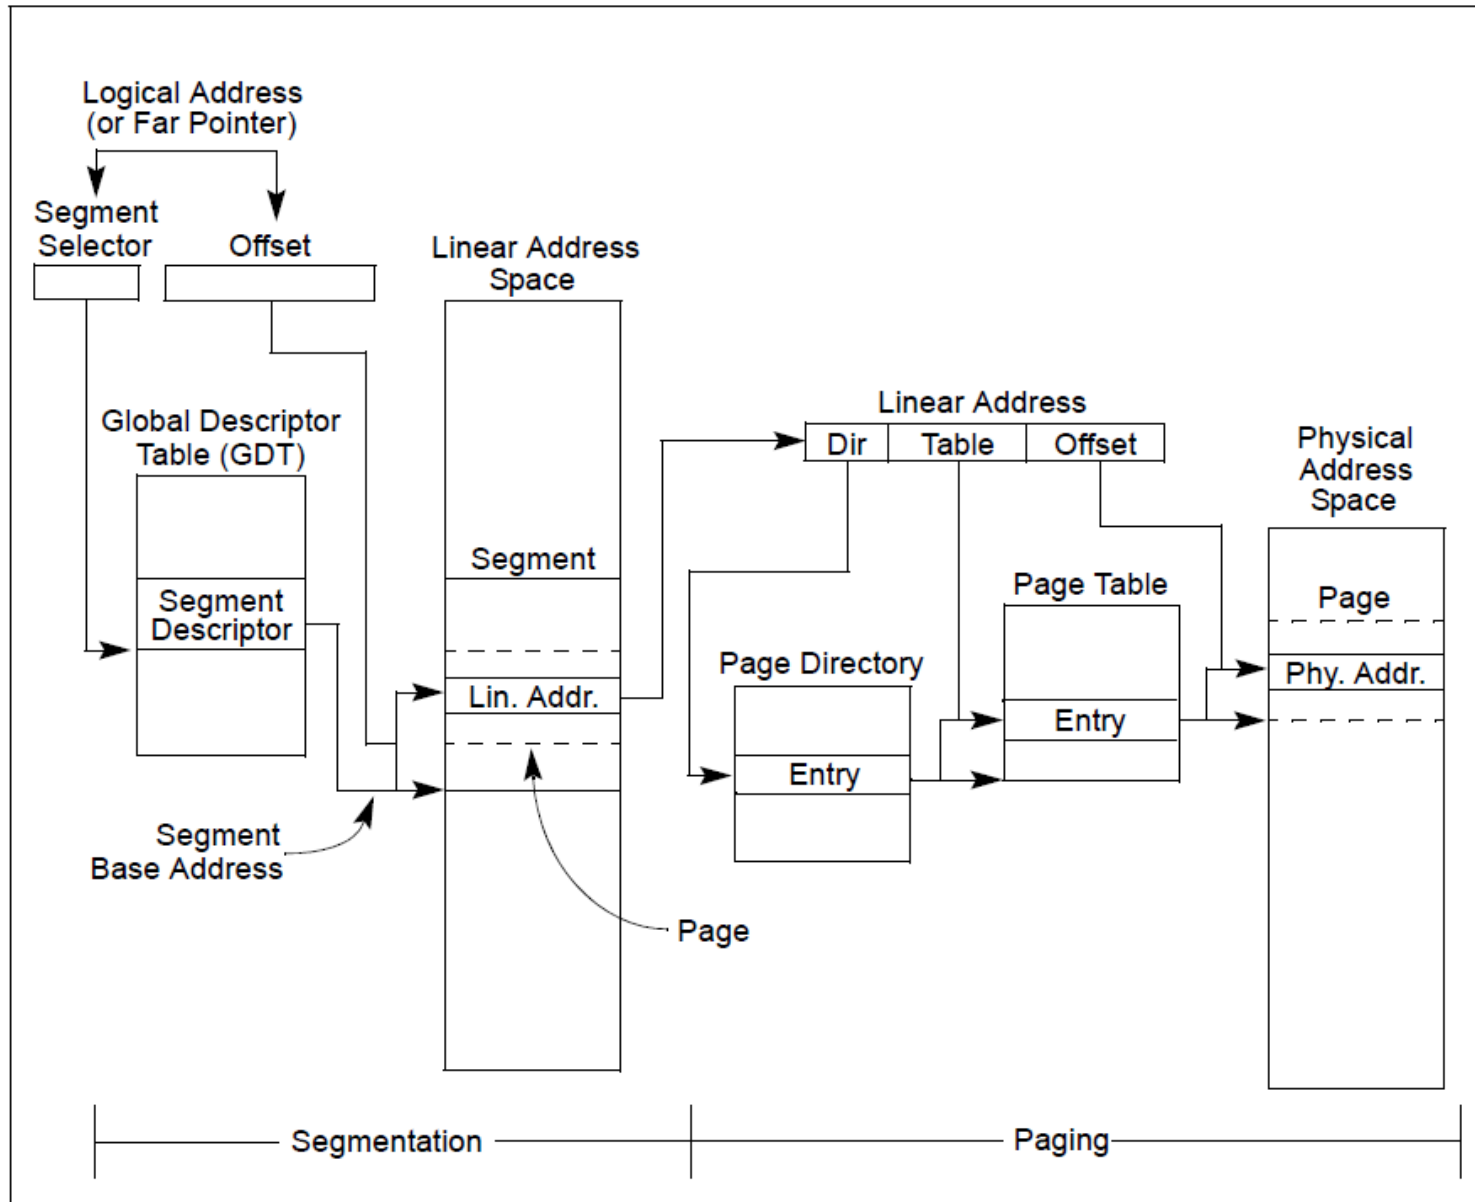 Logical Address
(or Far Pointer)
Segment
Selector
Offset
Linear Address
Space
Global Descriptor
Table (GDT)
Segment
Descriptor
Segment
Lin. Addr.
Segment
Base Address
Page
Linear Address
Dir
Table
Offset
Page Directory
Entry
Page Table
Entry
Physical
Address
Space
Page
Phy. Addr.
Segmentation
Paging